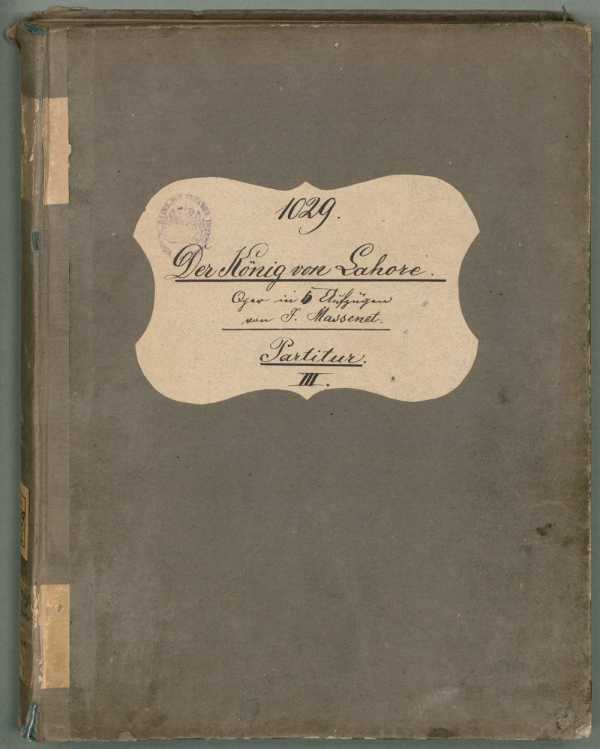 1029.
Der König von Lahore.
Oper in 5 Aufzügen
von J. Massenet.
Partitur.
III.